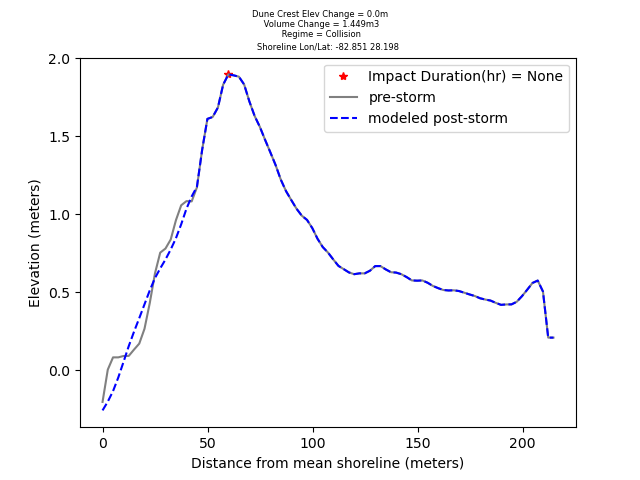 Dune Crest Elev Change = 0.0m
Volume Change = 1.449m3
Regime = Collision
Shoreline Lon/Lat: -82.851 28.198
Impact Duration(hr) = None
pre-storm
modeled post-storm
2.0
1.5
1.0
0.5
0.0
Elevation (meters)
0
50
100
150
200
Distance from mean shoreline (meters)